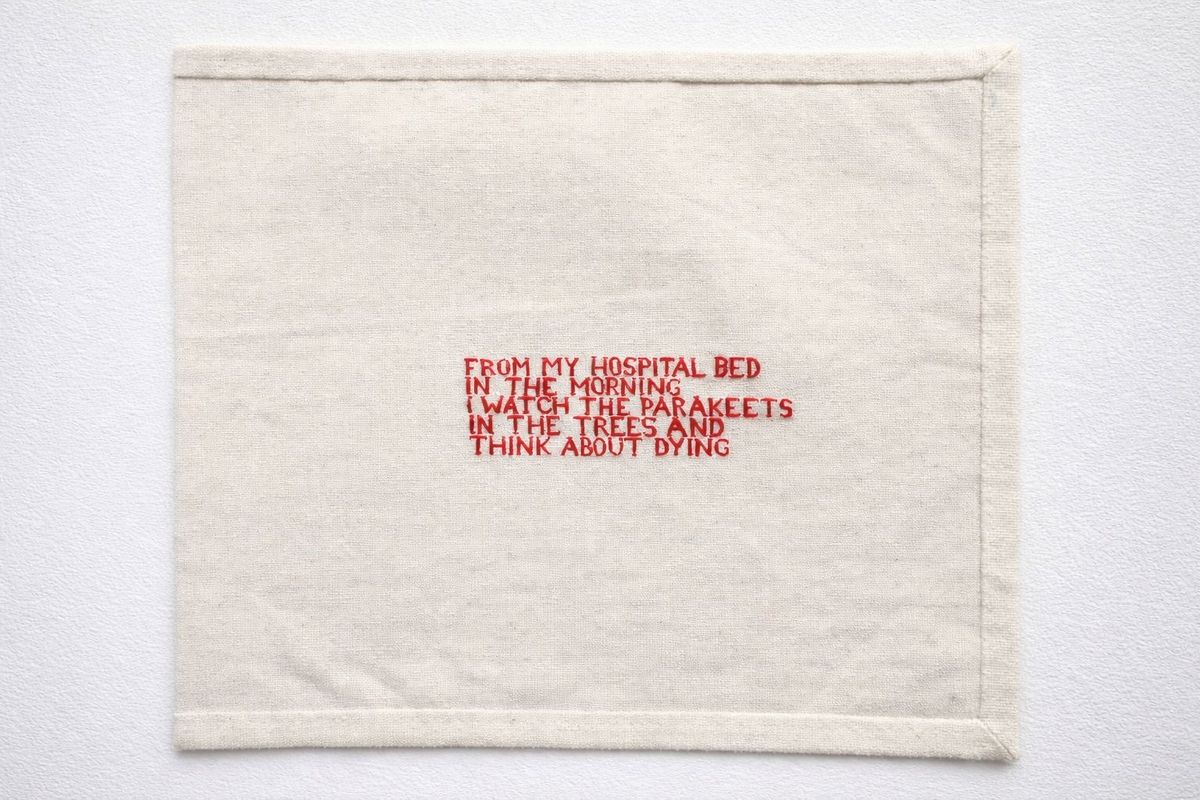 FROM MY HOSPITAL BED
IN THE MORNING
I WATCH THE PARAKEETS
IN THE TREES AND
THINK ABOUT DYING